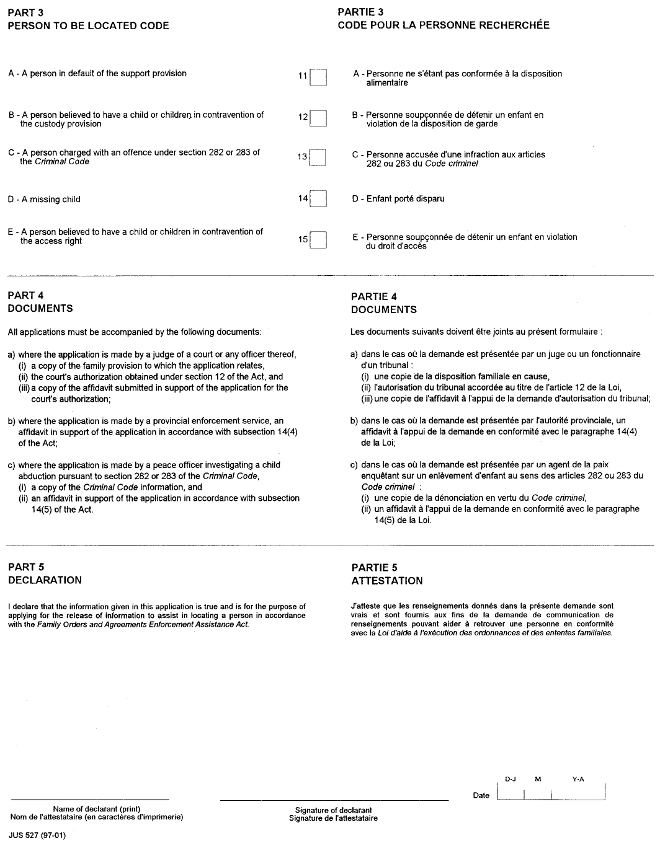 PART 3
PERSON TO BE LOCATED CODE
PARTIE 3
CODE POUR LA PERSONNE RECHERCHÉE
A - A person in default of the support provision
11
A - Personne ne s'étant pas conformée à la disposition
alimentaire
B - A person believed to have a child or children in contravention of
the custody provision
12
B - Personne soupçonnée de détenir un enfant en
violation de la disposition de garde
C - A person charged with an offence under section 282 or 283 of
the Criminal Code
13
C - Personne accusée d'une infraction aux articles
282 ou 283 du Code criminel
D - A missing child
14
D - Enfant porté disparu
E - A person believed to have a child or children in contravention of
the access right
15
E - Personne soupçonnée de détenir un enfant en violation
du droit d'accès
PART 4
DOCUMENTS
All applications must be accompanied by the following documents:
a) where the application is made by a judge of a court or any officer thereof,
(i) a copy of the family provision to which the application relates,
(ii) the court's authorization obtained under section 12 of the Act, and
(iii) a copy of the affidavit submitted in support of the application for the
court's authorization;
b) where the application is made by a provincial enforcement service, an
affidavit in support of the application in accordance with subsection 14(4)
of the Act;
c) where the application is made by a peace officer investigating a child
abduction pursuant to section 282 or 283 of the Criminal Code,
(i) a copy of the Criminal Code information, and
(ii) an affidavit in support of the application in accordance with subsection
14(5) of the Act.
PARTIE 4
DOCUMENTS
Les documents suivants doivent être joints au présent formulaire :
a) dans le cas où la demande est présentée par un juge ou un fonctionnaire
d'un tribunal :
(i) une copie de la disposition familiale en cause,
(ii) l'autorisation du tribunal accordée au titre de l'article 12 de la Loi,
(iii) une copie de l'affidavit à l'appui de la demande d'autorisation du tribunal;
b) dans le cas où la demande est présentée par l'autorité provinciale, un
affidavit à l'appui de la demande en conformité avec le paragraphe 14(4)
de la Loi;
c) dans le cas où la demande est présentée par un agent de la paix
enquêtant sur un enlèvement d'enfant au sens des articles 282 ou 283 du
Code criminel :
(i) une copie de la dénonciation en vertu du Code criminel,
(ii) un affidavit à l'appui de la demande en conformité avec le paragraphe
14(5) de la Loi.
PART 5
DECLARATION
I declare that the information given in this application is true and is for the purpose of
applying for the release of information to assist in locating a person in accordance
with the Family Orders and Agreements Enforcement Assistance Act.
PARTIE 5
ATTESTATION
J'atteste que les renseignements donnés dans la présente demande sont
vrais et sont fournis aux fins de la demande de communication de
renseignements pouvant aider à retrouver une personne en conformité
avec la Loi d'aide à l'exécution des ordonnances et des ententes familiales.
D-J M Y-A
Date
Name of declarant (print)
Nom de l'attestataire (en caractères d'imprimerie)
Signature of declarant
Signature de l'attestataire
JUS 527 (97-01)